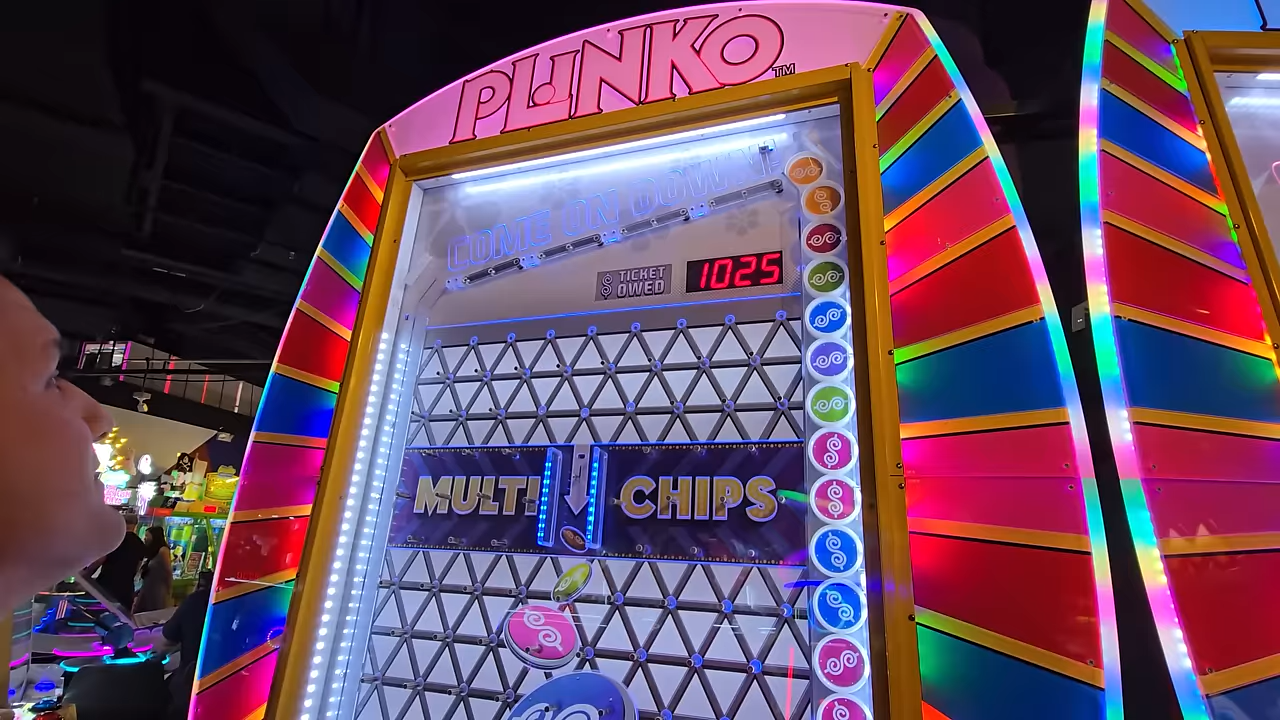 PLINKO™
COME ON DOWN!
TICKET
OWED
1025
MULTI CHIPS